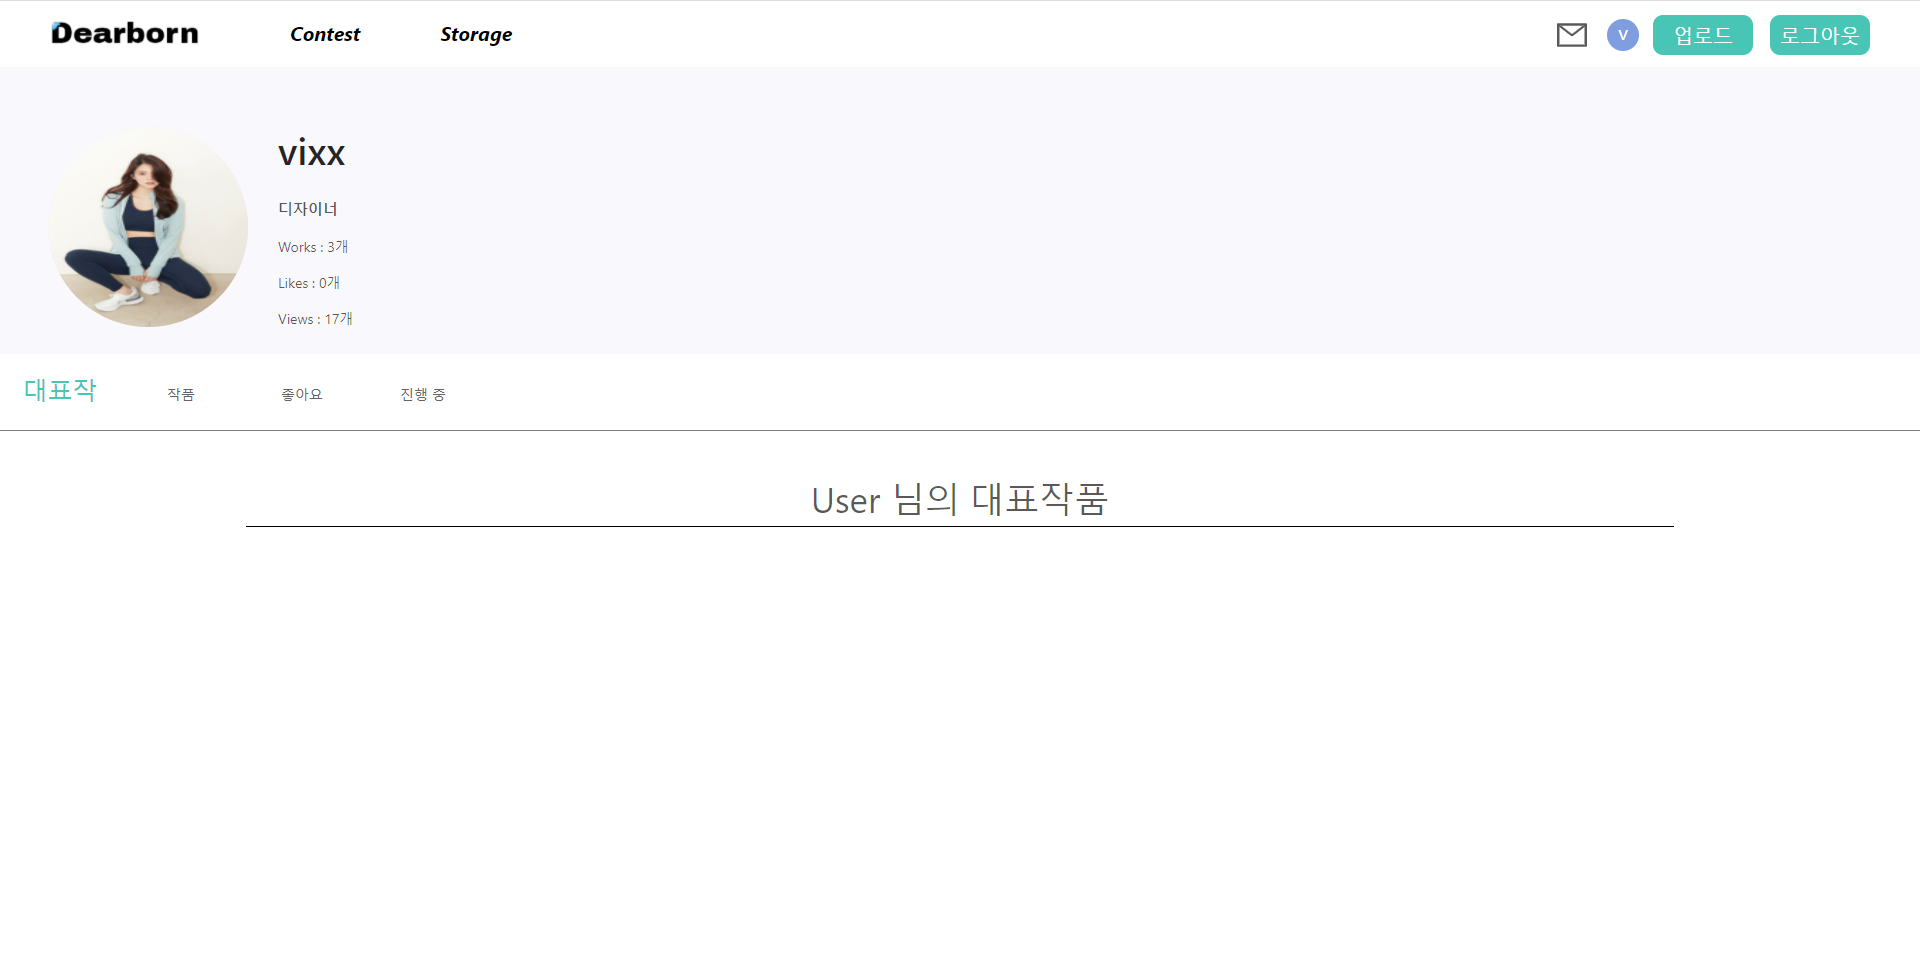 Dearborn
Contest
Storage
V
업로드
로그아웃
vixx
디자이너
Works : 3개
Likes : 0개
Views : 17개
대표작
작품
좋아요
진행 중
User 님의 대표작품